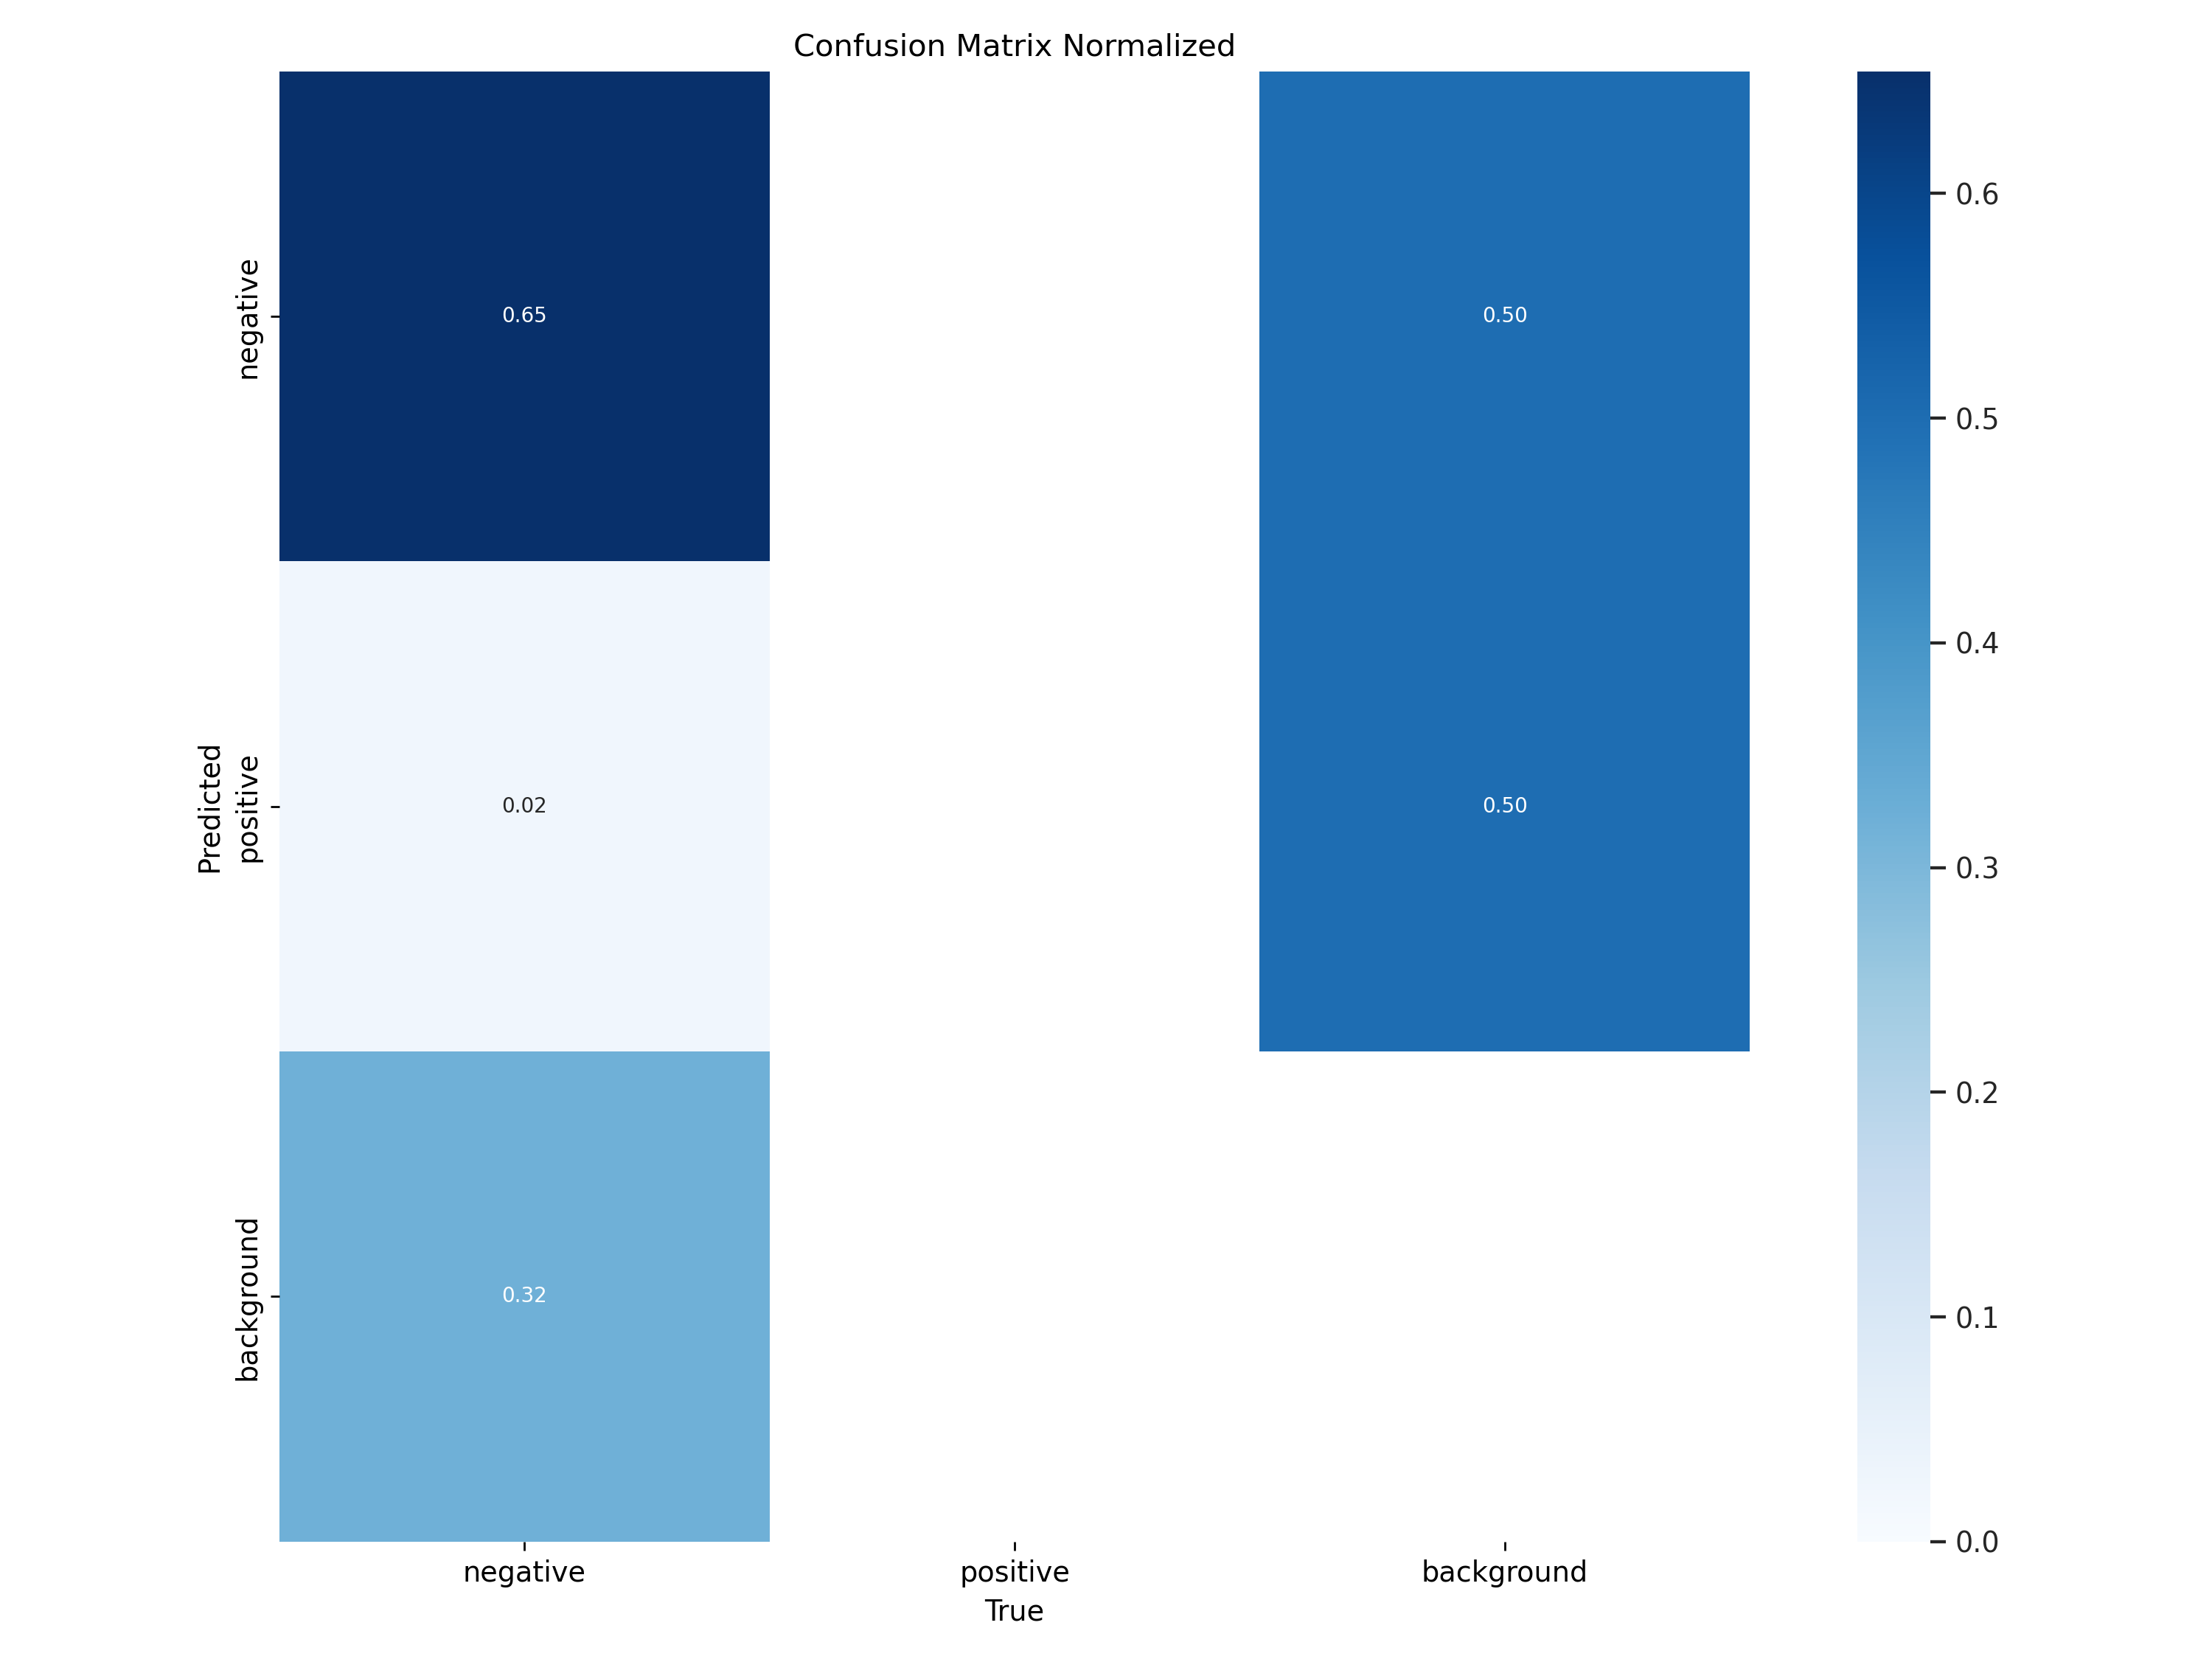 Confusion Matrix Normalized
negative
0.65
0.50
Predicted
positive
0.02
0.50
background
0.32
negative
positive
background
True
0.6
0.5
0.4
0.3
0.2
0.1
0.0